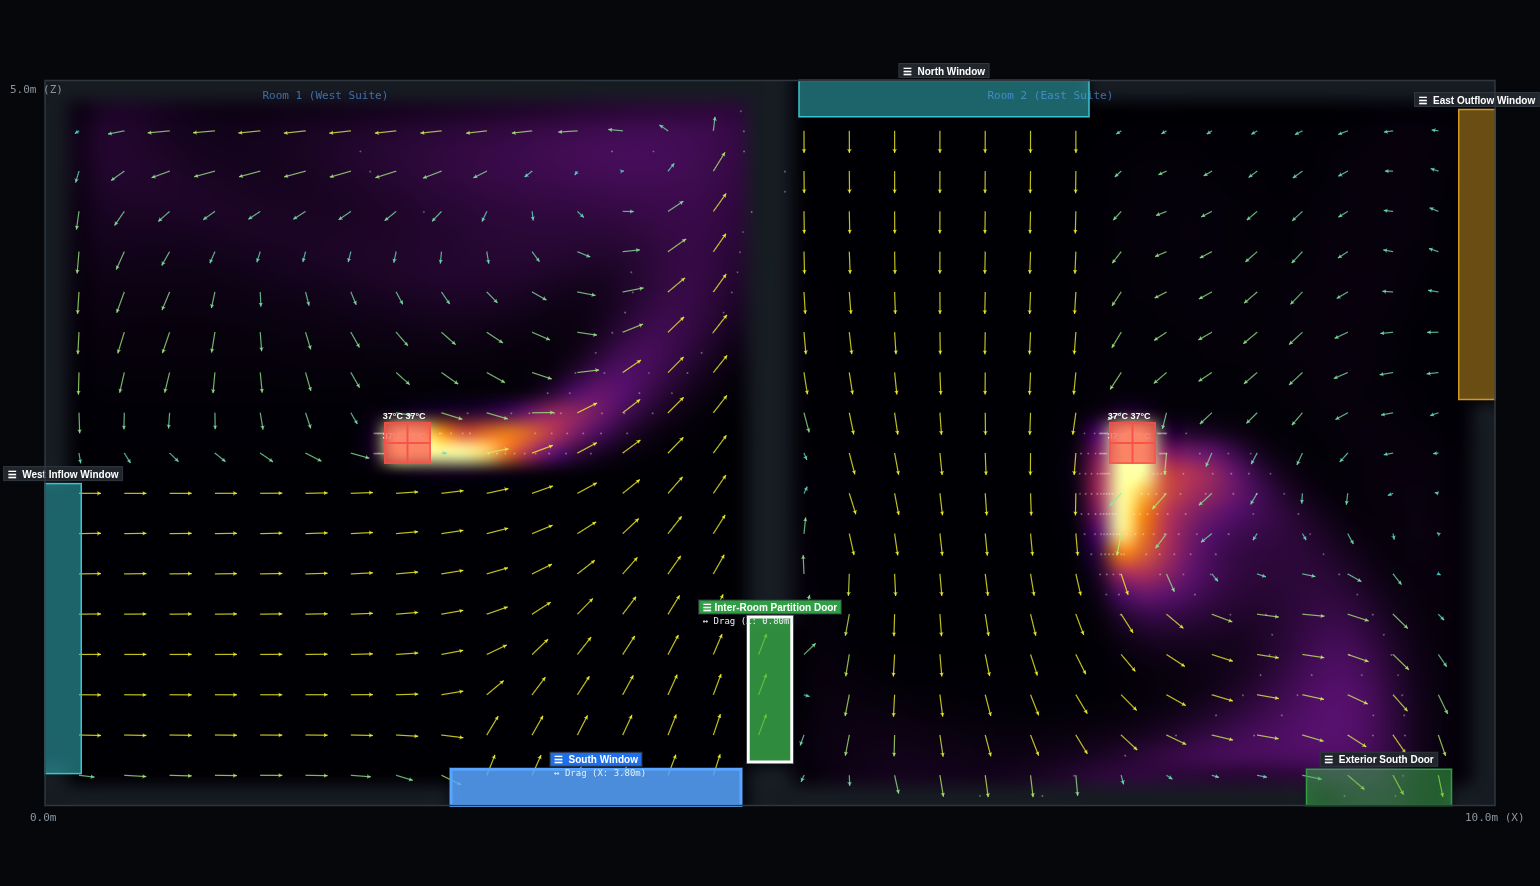 ☰ North Window
5.0m (Z)
Room 1 (West Suite)
Room 2 (East Suite)
☰ East Outflow Window
37°C 37°C
37°C 37°C
☰ West Inflow Window
☰ Inter-Room Partition Door
↔ Drag (X: 0.80m
☰ South Window
↔ Drag (X: 3.80m)
☰ Exterior South Door
0.0m
10.0m (X)